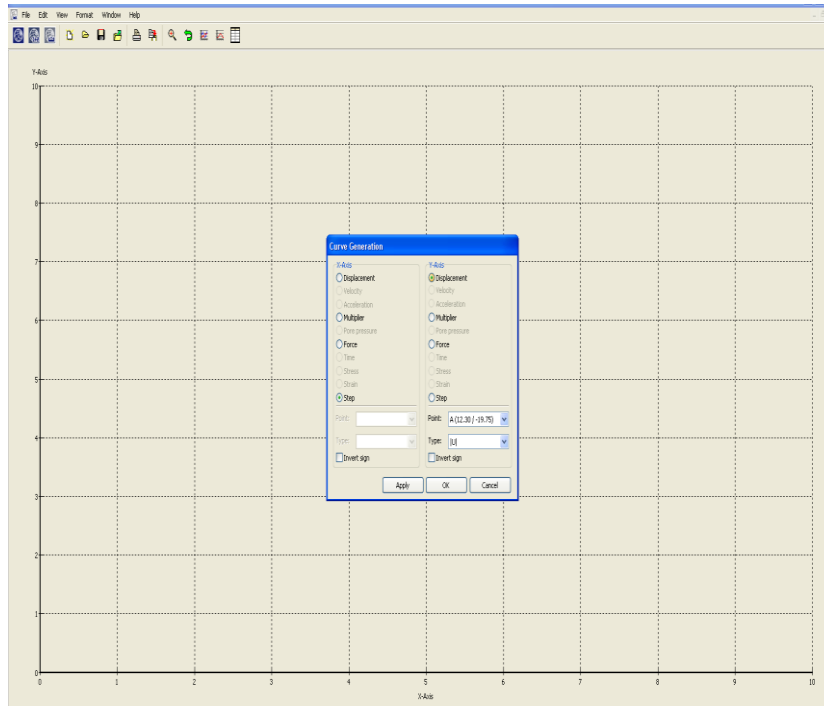 File Edit View Format Window Help
Y-Axis
10
9
8
7
6
5
4
3
2
1
0
0 1 2 3 4 5 6 7 8 9 10
X-Axis
Curve Generation
X-Axis
Displacement
Velocity
Acceleration
Multiplier
Pore pressure
Force
Time
Stress
Strain
Step
Point:
Type:
Invert sign
Y-Axis
Displacement
Velocity
Acceleration
Multiplier
Pore pressure
Force
Time
Stress
Strain
Step
Point: A (12.30 / -19.75)
Type: |U|
Invert sign
Apply OK Cancel